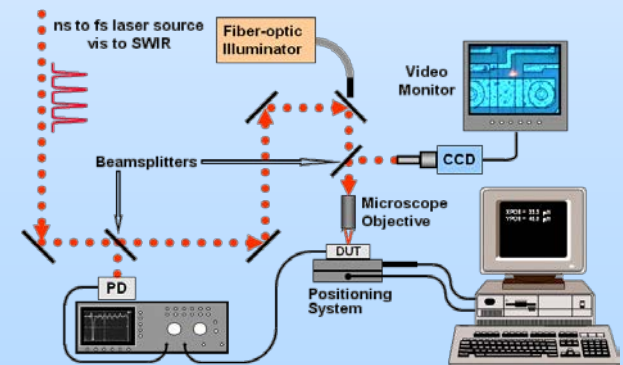 ns to fs laser source
vis to SWIR
Fiber-optic
Illuminator
Video
Monitor
Beamsplitters
CCD
Microscope
Objective
DUT
PD
Positioning
System